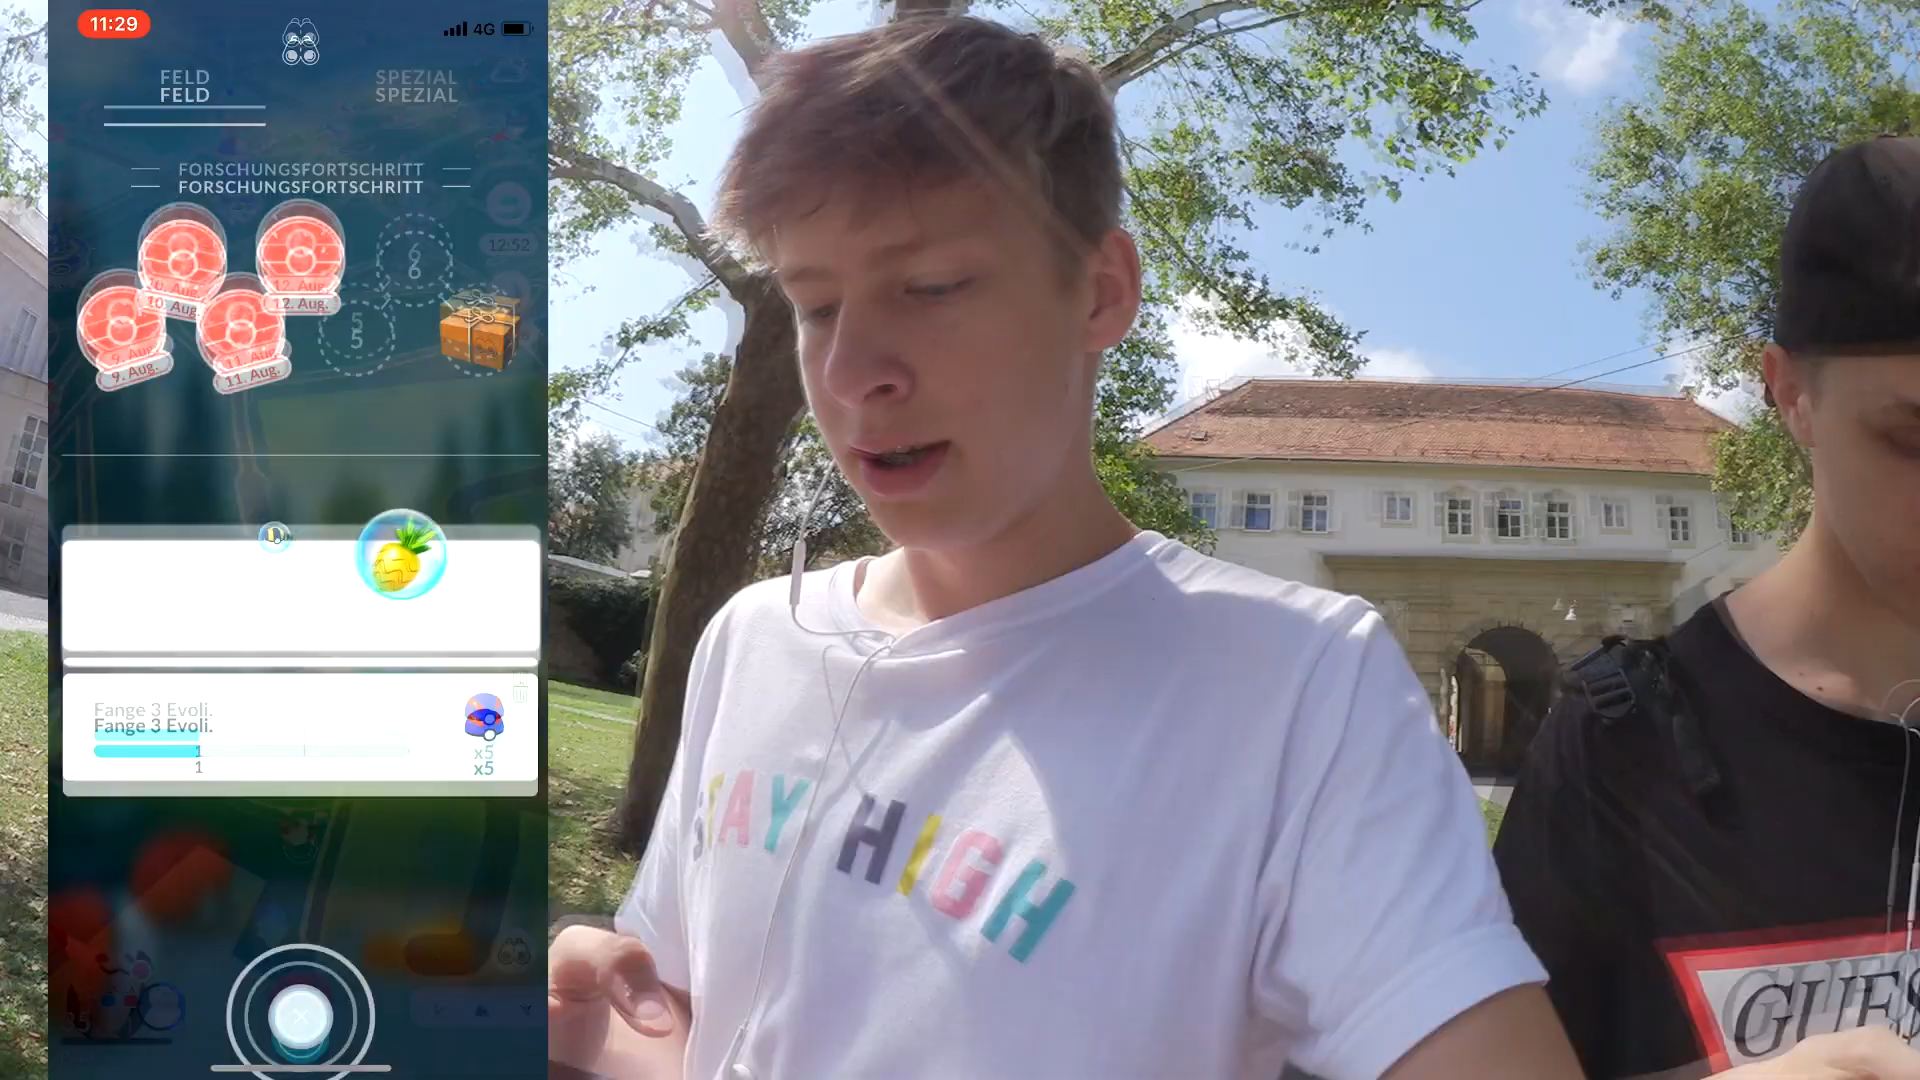 11:29
4G
FELD
FELD
SPEZIAL
SPEZIAL
FORSCHUNGSFORTSCHRITT
FORSCHUNGSFORTSCHRITT
12:52
6
6
10. Aug.
10. Aug.
12. Aug.
12. Aug.
5
5
9. Aug.
9. Aug.
11. Aug.
11. Aug.
Fange 3 Evoli.
Fange 3 Evoli.
1
1
x5
x5
STAY HIGH
GUES